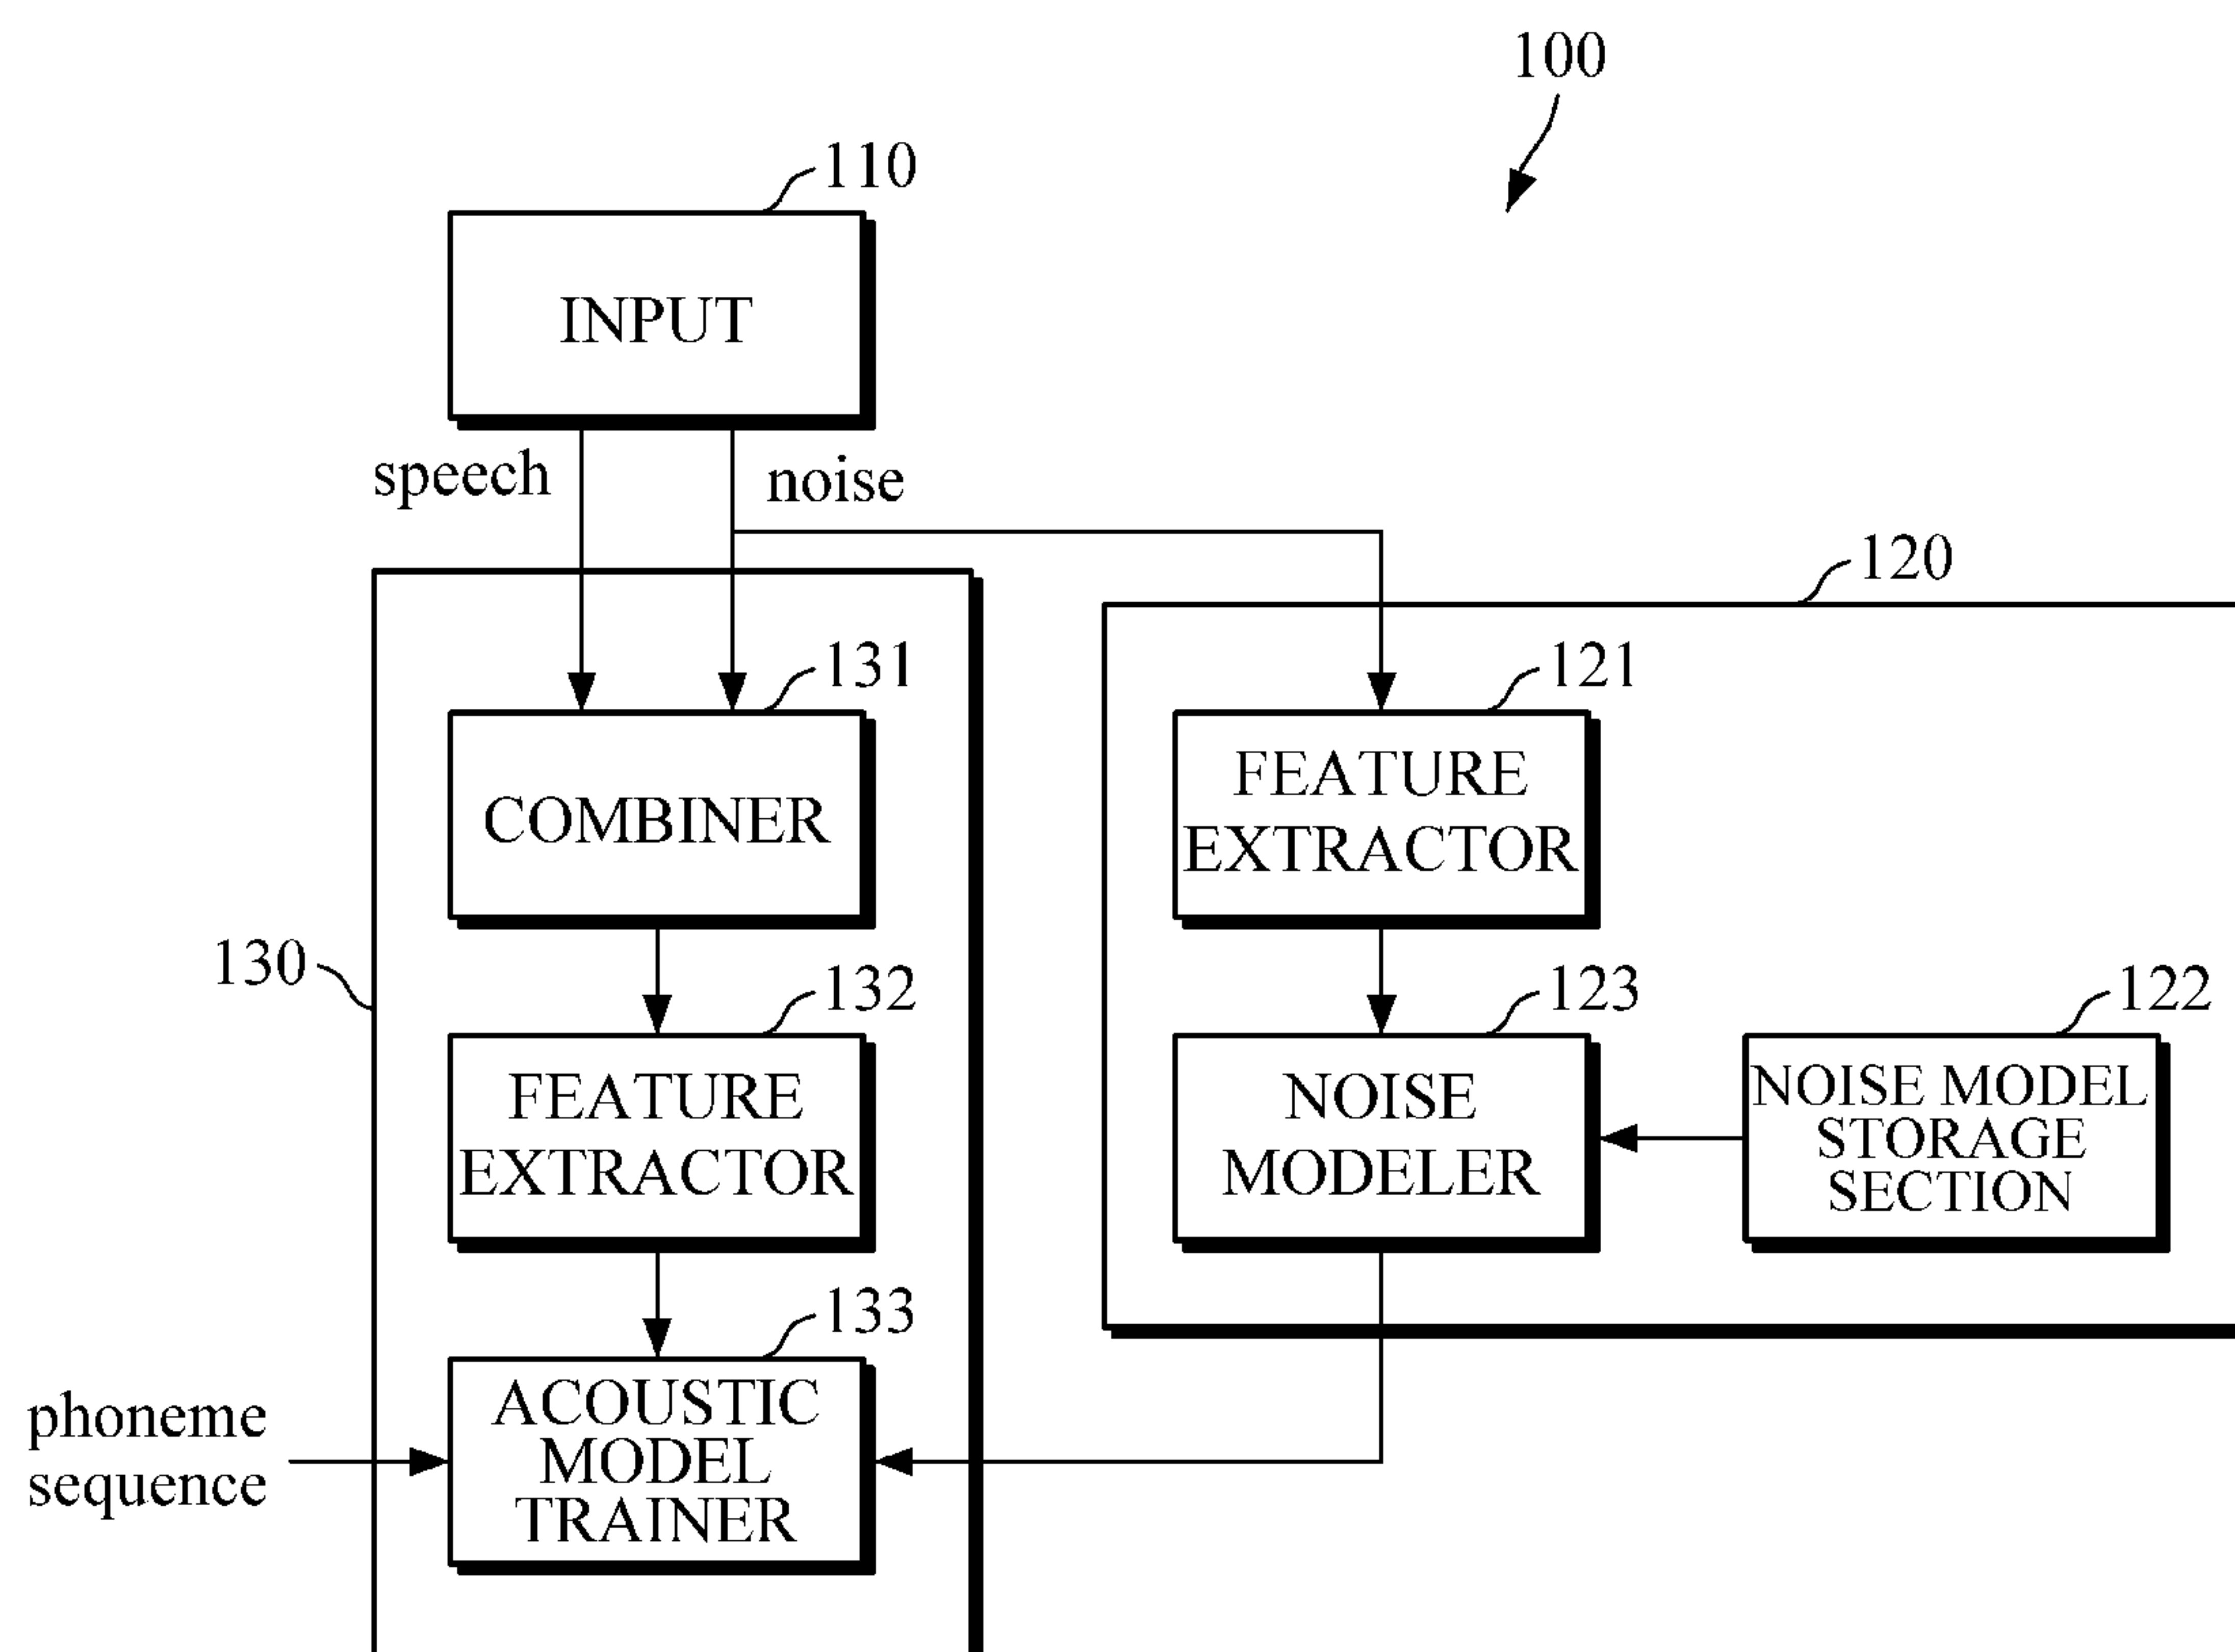 100
110
INPUT
speech
noise
120
131
121
COMBINER
FEATURE
EXTRACTOR
130
132
123
122
FEATURE
EXTRACTOR
NOISE
MODELER
NOISE MODEL
STORAGE
SECTION
133
phoneme
sequence
ACOUSTIC
MODEL
TRAINER